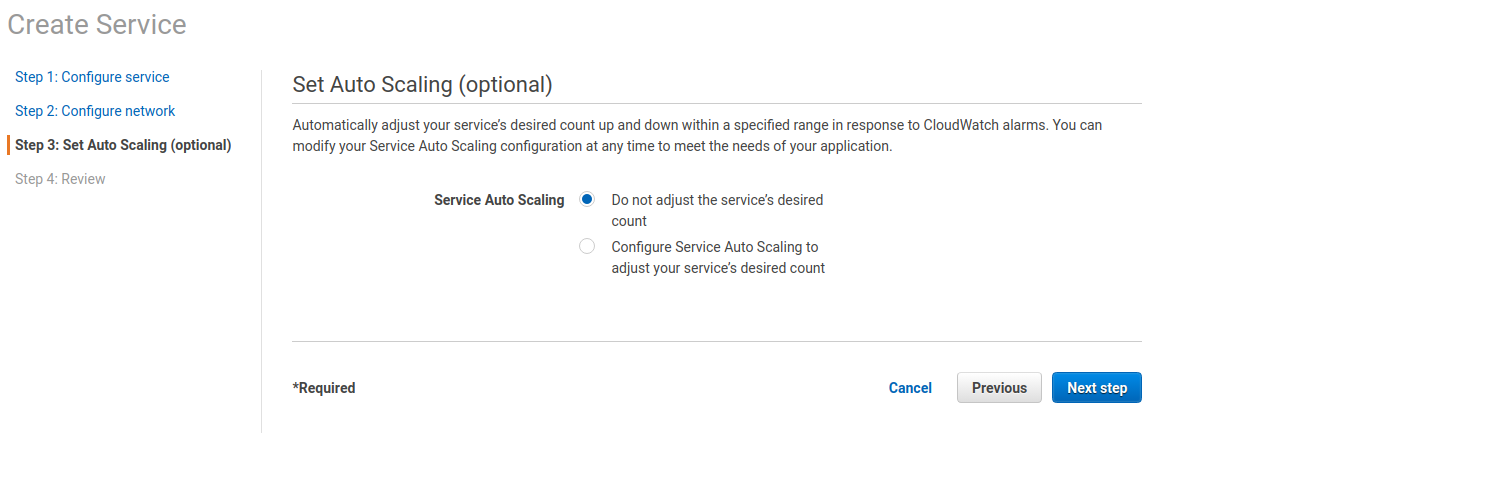 Create Service
Step 1: Configure service
Step 2: Configure network
Step 3: Set Auto Scaling (optional)
Step 4: Review
Set Auto Scaling (optional)
Automatically adjust your service’s desired count up and down within a specified range in response to CloudWatch alarms. You can
modify your Service Auto Scaling configuration at any time to meet the needs of your application.
Service Auto Scaling
Do not adjust the service’s desired
count
Configure Service Auto Scaling to
adjust your service’s desired count
*Required
Cancel
Previous
Next step